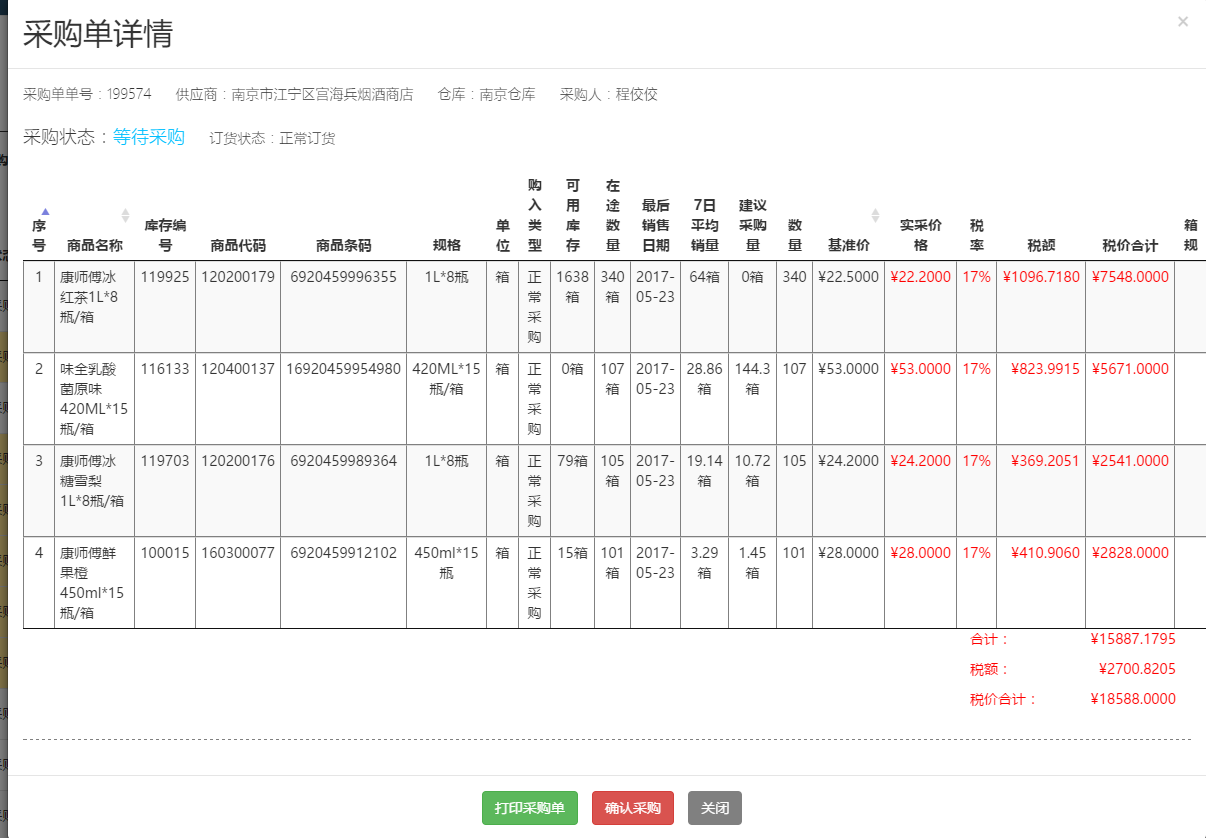 采购单详情
×
采购单单号：199574 供应商：南京市江宁区宫海兵烟酒商店 仓库：南京仓库 采购人：程佼佼
采购状态：等待采购 订货状态：正常订货
序号 商品名称 库存编号 商品代码 商品条码 规格 单位 购入类型 可用库存 在途数量 最后销售日期 7日平均销量 建议采购量 数量 基准价 实采价格 税率 税额 税价合计 箱规
1 康师傅冰红茶1L*8瓶/箱 119925 120200179 6920459996355 1L*8瓶 箱 正常采购 1638箱 340箱 2017-05-23 64箱 0箱 340 ¥22.5000 ¥22.2000 17% ¥1096.7180 ¥7548.0000
2 味全乳酸菌原味420ML*15瓶/箱 116133 120400137 16920459954980 420ML*15瓶/箱 箱 正常采购 0箱 107箱 2017-05-23 28.86箱 144.3箱 107 ¥53.0000 ¥53.0000 17% ¥823.9915 ¥5671.0000
3 康师傅冰糖雪梨1L*8瓶/箱 119703 120200176 6920459989364 1L*8瓶 箱 正常采购 79箱 105箱 2017-05-23 19.14箱 10.72箱 105 ¥24.2000 ¥24.2000 17% ¥369.2051 ¥2541.0000
4 康师傅鲜果橙450ml*15瓶/箱 100015 160300077 6920459912102 450ml*15瓶 箱 正常采购 15箱 101箱 2017-05-23 3.29箱 1.45箱 101 ¥28.0000 ¥28.0000 17% ¥410.9060 ¥2828.0000
合计： ¥15887.1795
税额： ¥2700.8205
税价合计： ¥18588.0000
打印采购单 确认采购 关闭